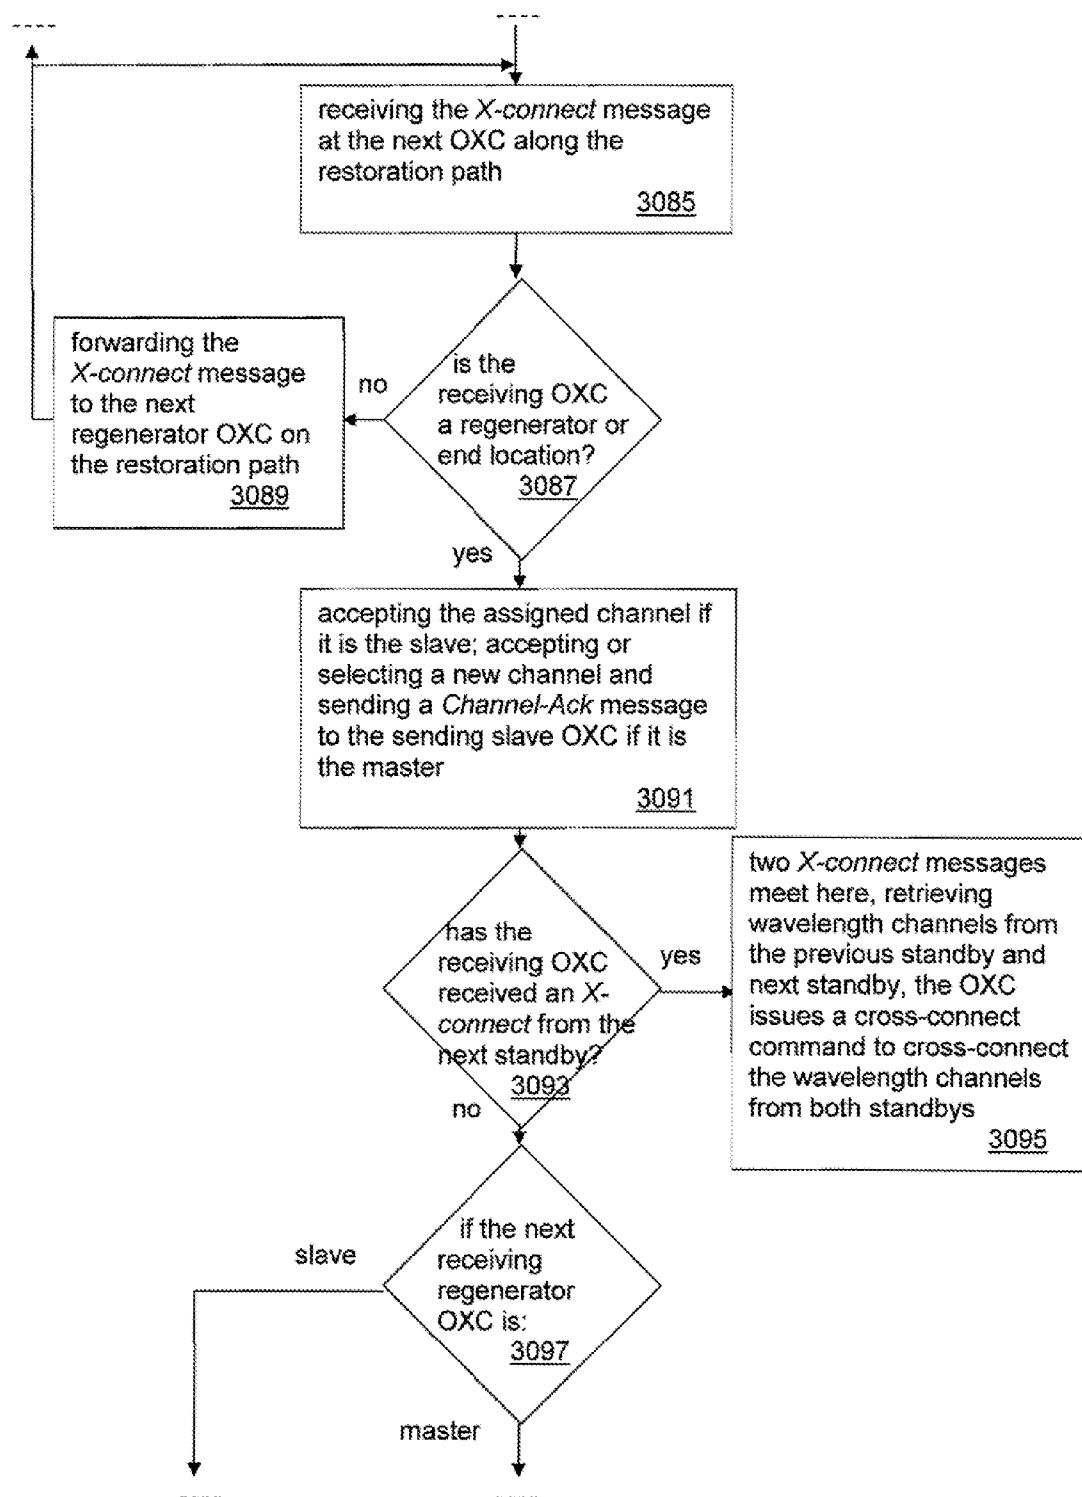 receiving the X-connect message
at the next OXC along the
restoration path
3085
is the
receiving OXC
a regenerator or
end location?
3087
no
forwarding the
X-connect message
to the next
regenerator OXC on
the restoration path
3089
yes
accepting the assigned channel if
it is the slave; accepting or
selecting a new channel and
sending a Channel-Ack message
to the sending slave OXC if it is
the master
3091
has the
receiving OXC
received an X-
connect from the
next standby?
3093
yes
two X-connect messages
meet here, retrieving
wavelength channels from
the previous standby and
next standby, the OXC
issues a cross-connect
command to cross-connect
the wavelength channels
from both standbys
3095
no
if the next
receiving
regenerator
OXC is:
3097
slave
master